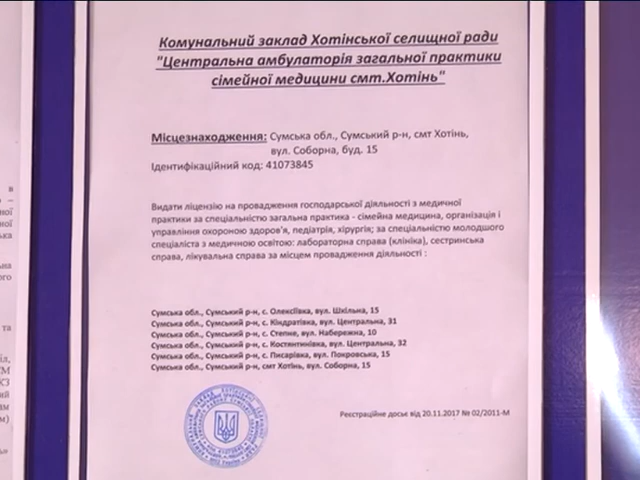 Комунальний заклад Хотінської селищної ради
"Центральна амбулаторія загальної практики
сімейної медицини смт.Хотінь"
Місцезнаходження: Сумська обл., Сумський р-н, смт Хотінь,
вул. Соборна, буд. 15
Ідентифікаційний код: 41073845
Видати ліцензію на провадження господарської діяльності з медичної
практики за спеціальністю загальна практика - сімейна медицина, організація і
управління охороною здоров'я, педіатрія, хірургія; за спеціальністю молодшого
спеціаліста з медичною освітою: лабораторна справа (клініка), сестринська
справа, лікувальна справа за місцем провадження діяльності :
Сумська обл., Сумський р-н, с. Олексіївка, вул. Шкільна, 15
Сумська обл., Сумський р-н, с. Кіндратівка, вул. Центральна, 31
Сумська обл., Сумський р-н, с. Степне, вул. Набережна, 10
Сумська обл., Сумський р-н, с. Костянтинівка, вул. Центральна, 32
Сумська обл., Сумський р-н, с. Писарівка, вул. Покровська, 15
Сумська обл., Сумський р-н, смт Хотінь, вул. Соборна, 15
Реєстраційне досьє від 20.11.2017 № 02/2011-М